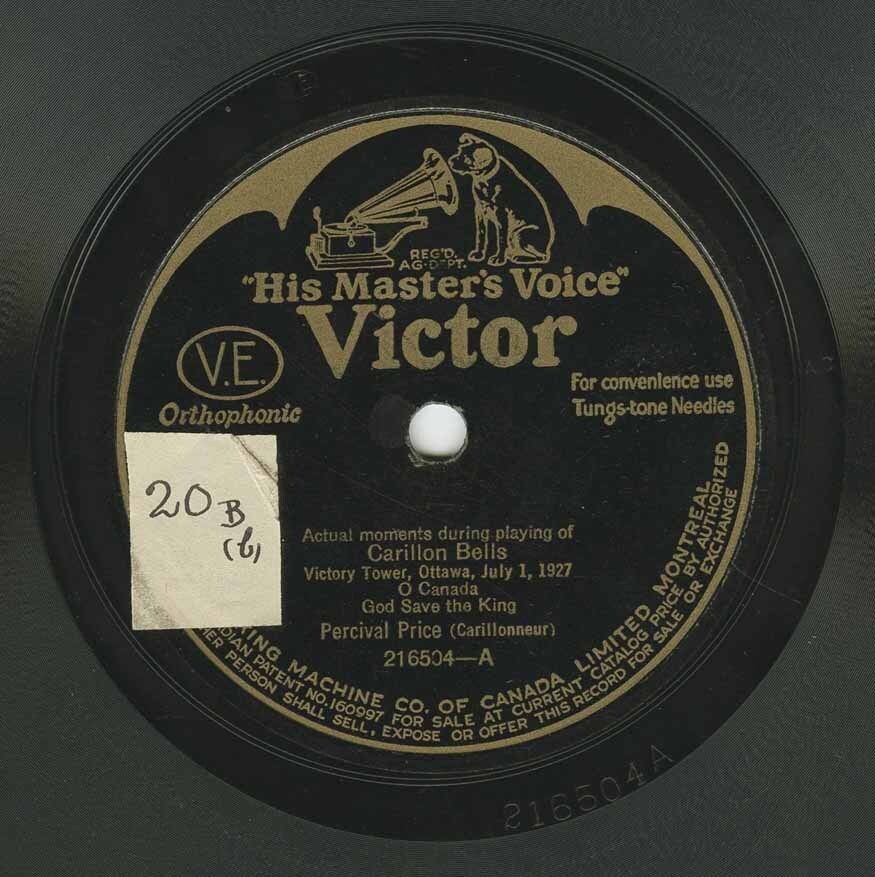 REG'D.
AG. DEPT.
"His Master's Voice"
Victor
V.E.
Orthophonic
For convenience use
Tungs-tone Needles
20 B
(b)
Actual moments during playing of
Carillon Bells
Victory Tower, Ottawa, July 1, 1927
O Canada
God Save the King
Percival Price (Carillonneur)
216504—A
MACHINE CO. OF CANADA LIMITED MONTREAL
PATENT NO. 160997 FOR SALE AT CURRENT CATALOG PRICE BY AUTHORIZED
PERSON SHALL SELL, EXPOSE OR OFFER THIS RECORD FOR SALE OR EXCHANGE
216504A